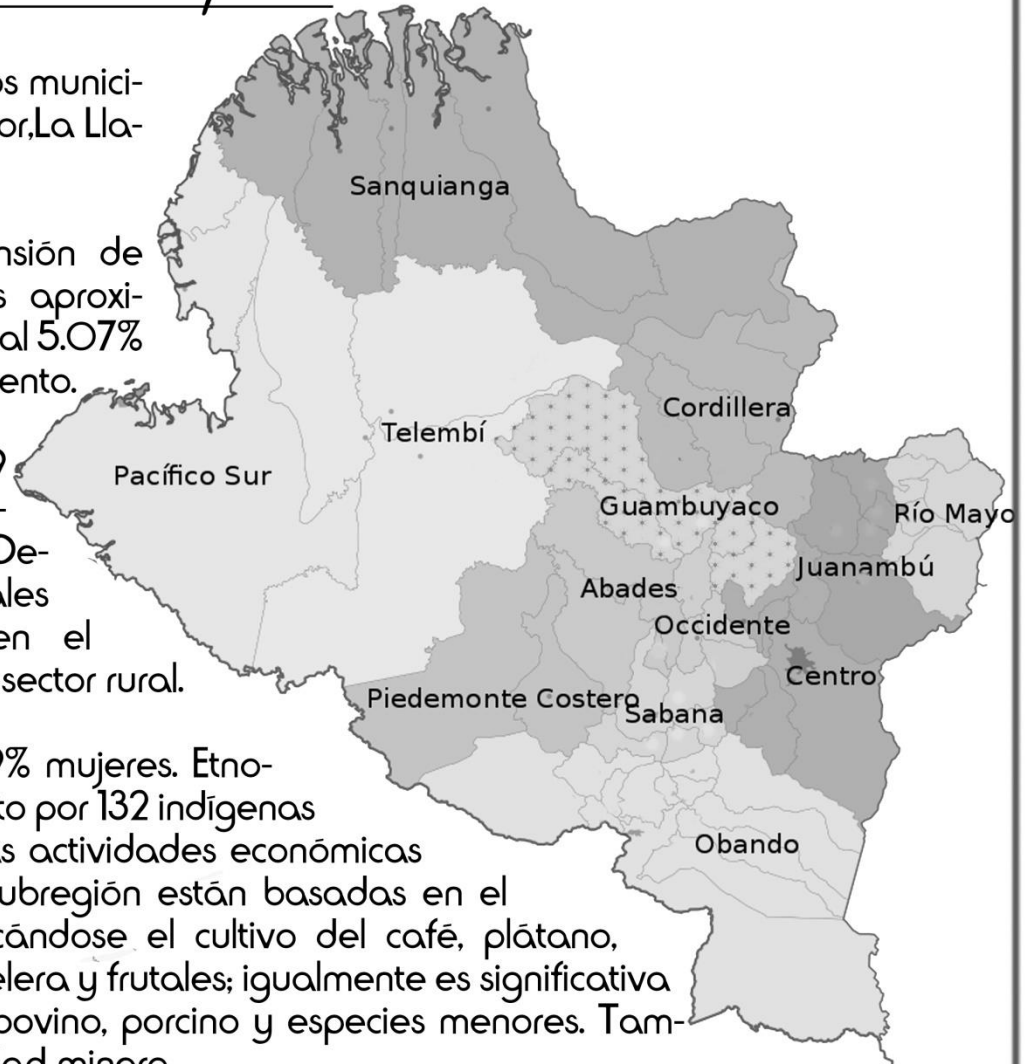 os munici-
or,La Lla-
nsión de
s aproxi-
al 5.07%
ento.
ales
en el
sector rural.
9% mujeres. Etno-
to por 132 indígenas
s actividades económicas
ubregión están basadas en el
cándose el cultivo del café, plátano,
elera y frutales; igualmente es significativa
bovino, porcino y especies menores. Tam-
Sanquianga
Cordillera
Telembí
Pacífico Sur
Guambuyaco
Río Mayo
Juanambú
Abades
Occidente
Centro
Piedemonte Costero
Sabana
Obando